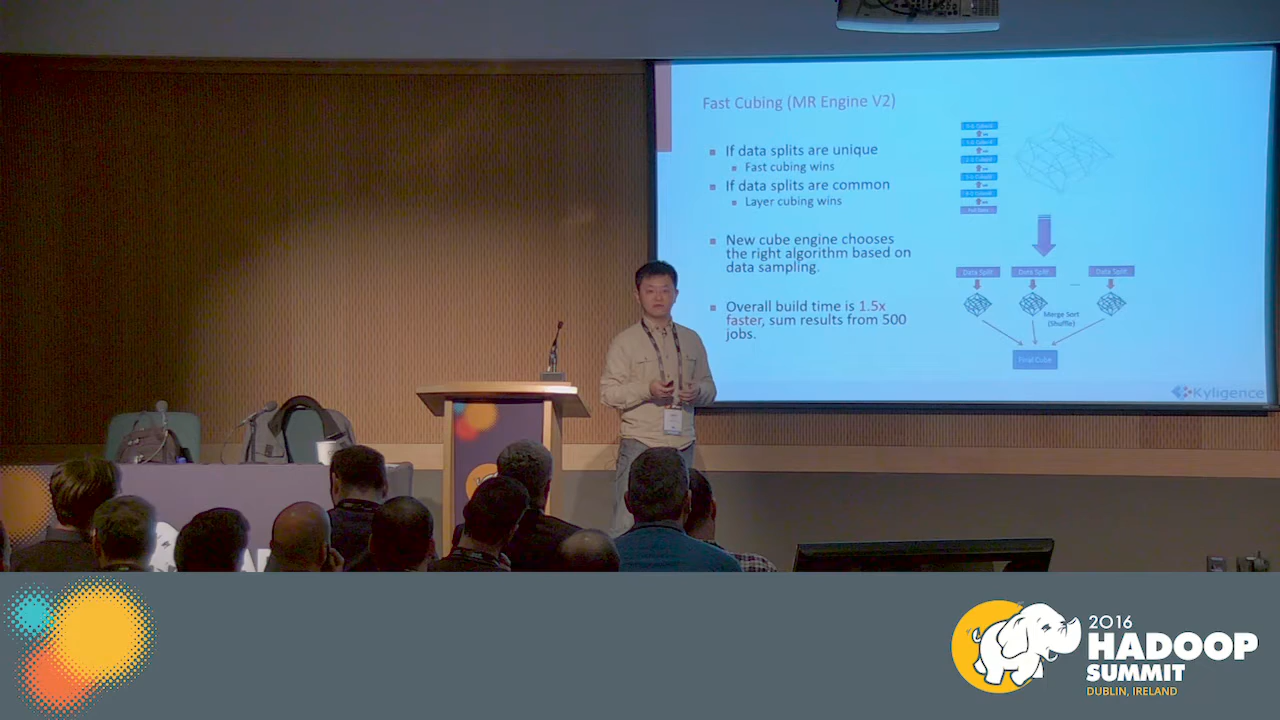 Fast Cubing (MR Engine V2)
If data splits are unique
Fast cubing wins
If data splits are common
Layer cubing wins
New cube engine chooses
the right algorithm based on
data sampling.
Overall build time is 1.5x
faster, sum results from 500
jobs.
Data Split
Data Split
Data Split
...
Merge Sort
(Shuffle)
Final Cube
Kyligence
2016
HADOOP
SUMMIT
DUBLIN, IRELAND